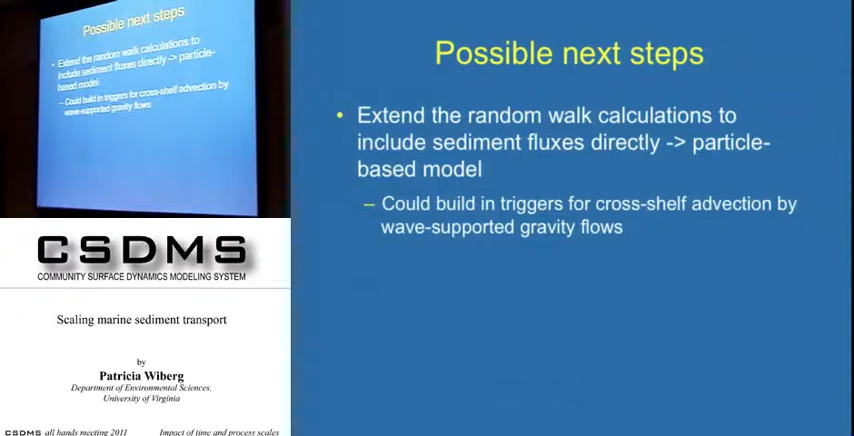 Possible next steps
• Extend the random walk calculations to
include sediment fluxes directly -> particle-
based model
– Could build in triggers for cross-shelf advection by
wave-supported gravity flows
CSDMS
COMMUNITY SURFACE DYNAMICS MODELING SYSTEM
Scaling marine sediment transport
by
Patricia Wiberg
Department of Environmental Sciences,
University of Virginia
CSDMS all hands meeting 2011 Impact of time and process scales
Possible next steps
• Extend the random walk calculations to
include sediment fluxes directly -> particle-
based model
– Could build in triggers for cross-shelf advection by
wave-supported gravity flows